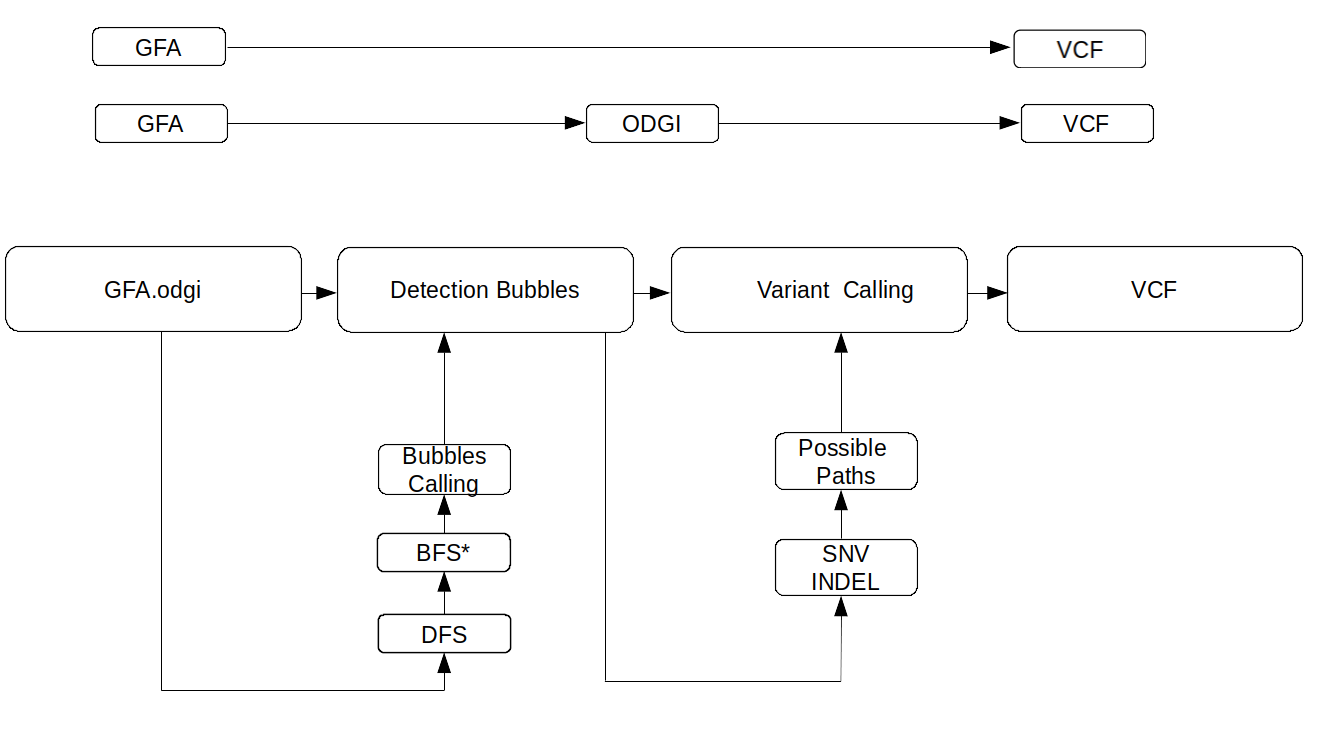 GFA
VCF
GFA
ODGI
VCF
GFA.odgi
Detection Bubbles
Variant  Calling
VCF
Bubbles
Calling
Possible
Paths
BFS*
SNV
INDEL
DFS